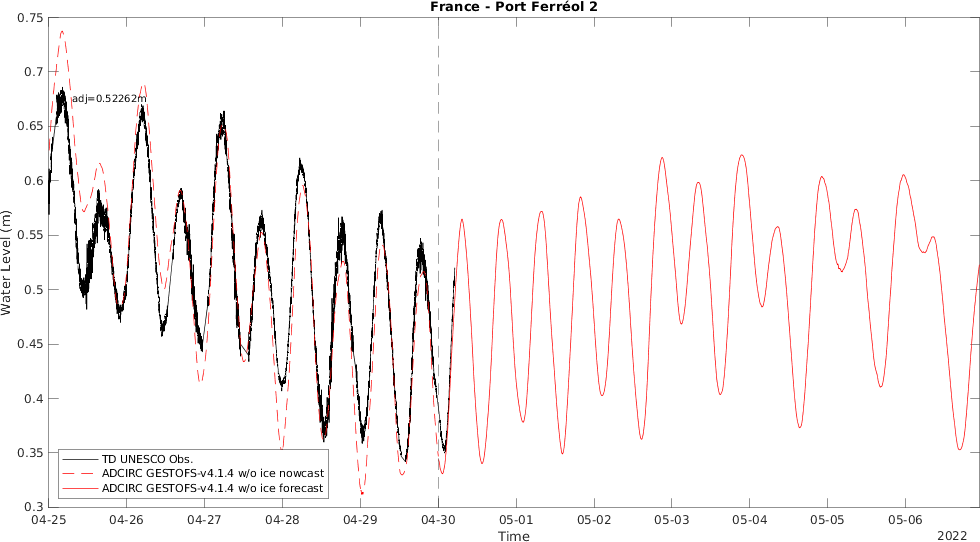 France - Port Ferréol 2
0.75
0.7
0.65
0.6
0.55
0.5
0.45
0.4
0.35
0.3
Water Level (m)
adj=0.52262m
TD UNESCO Obs.
ADCIRC GESTOFS-v4.1.4 w/o ice nowcast
ADCIRC GESTOFS-v4.1.4 w/o ice forecast
04-25 04-26 04-27 04-28 04-29 04-30 05-01 05-02 05-03 05-04 05-05 05-06
Time
2022